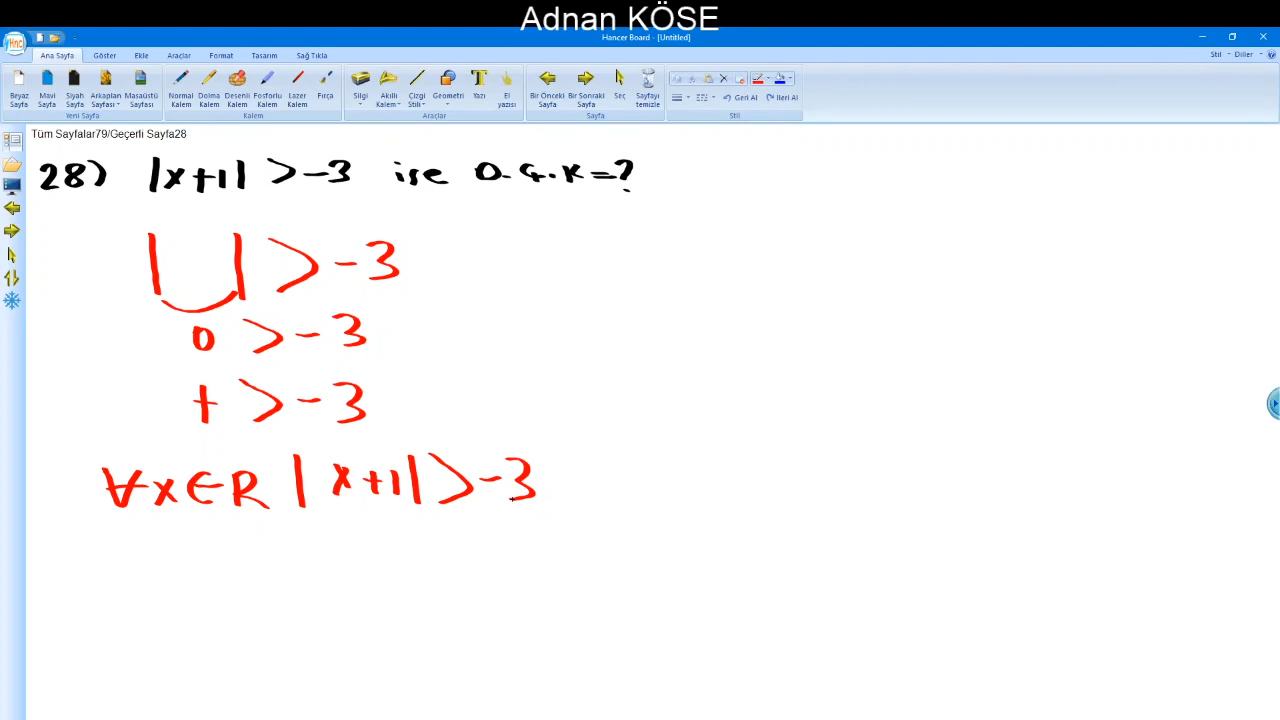 Adnan KÖSE
Hancer Board - [Untitled]
Hnc
Ana Sayfa Göster Ekle Araçlar Format Tasarım Sağ Tıkla Stil Diller
Beyaz Sayfa Mavi Sayfa Siyah Sayfa Arkaplan Sayfası Masaüstü Sayfası Normal Kalem Dolma Kalem Desenli Kalem Fosforlu Kalem Lazer Kalem Fırça Silgi Akıllı Kalem Çizgi Stili Geometri Yazı El yazısı Bir Önceki Sayfa Bir Sonraki Sayfa Seç Sayfayı temizle Geri Al İleri Al
Yeni Sayfa Kalem Araçlar Sayfa Stil
Tüm Sayfalar79/Geçerli Sayfa28
28) |x+1| > -3 ise Ö.Ç.K=?
| | > -3
0 > -3
+ > -3
∀x∈R |x+1| > -3